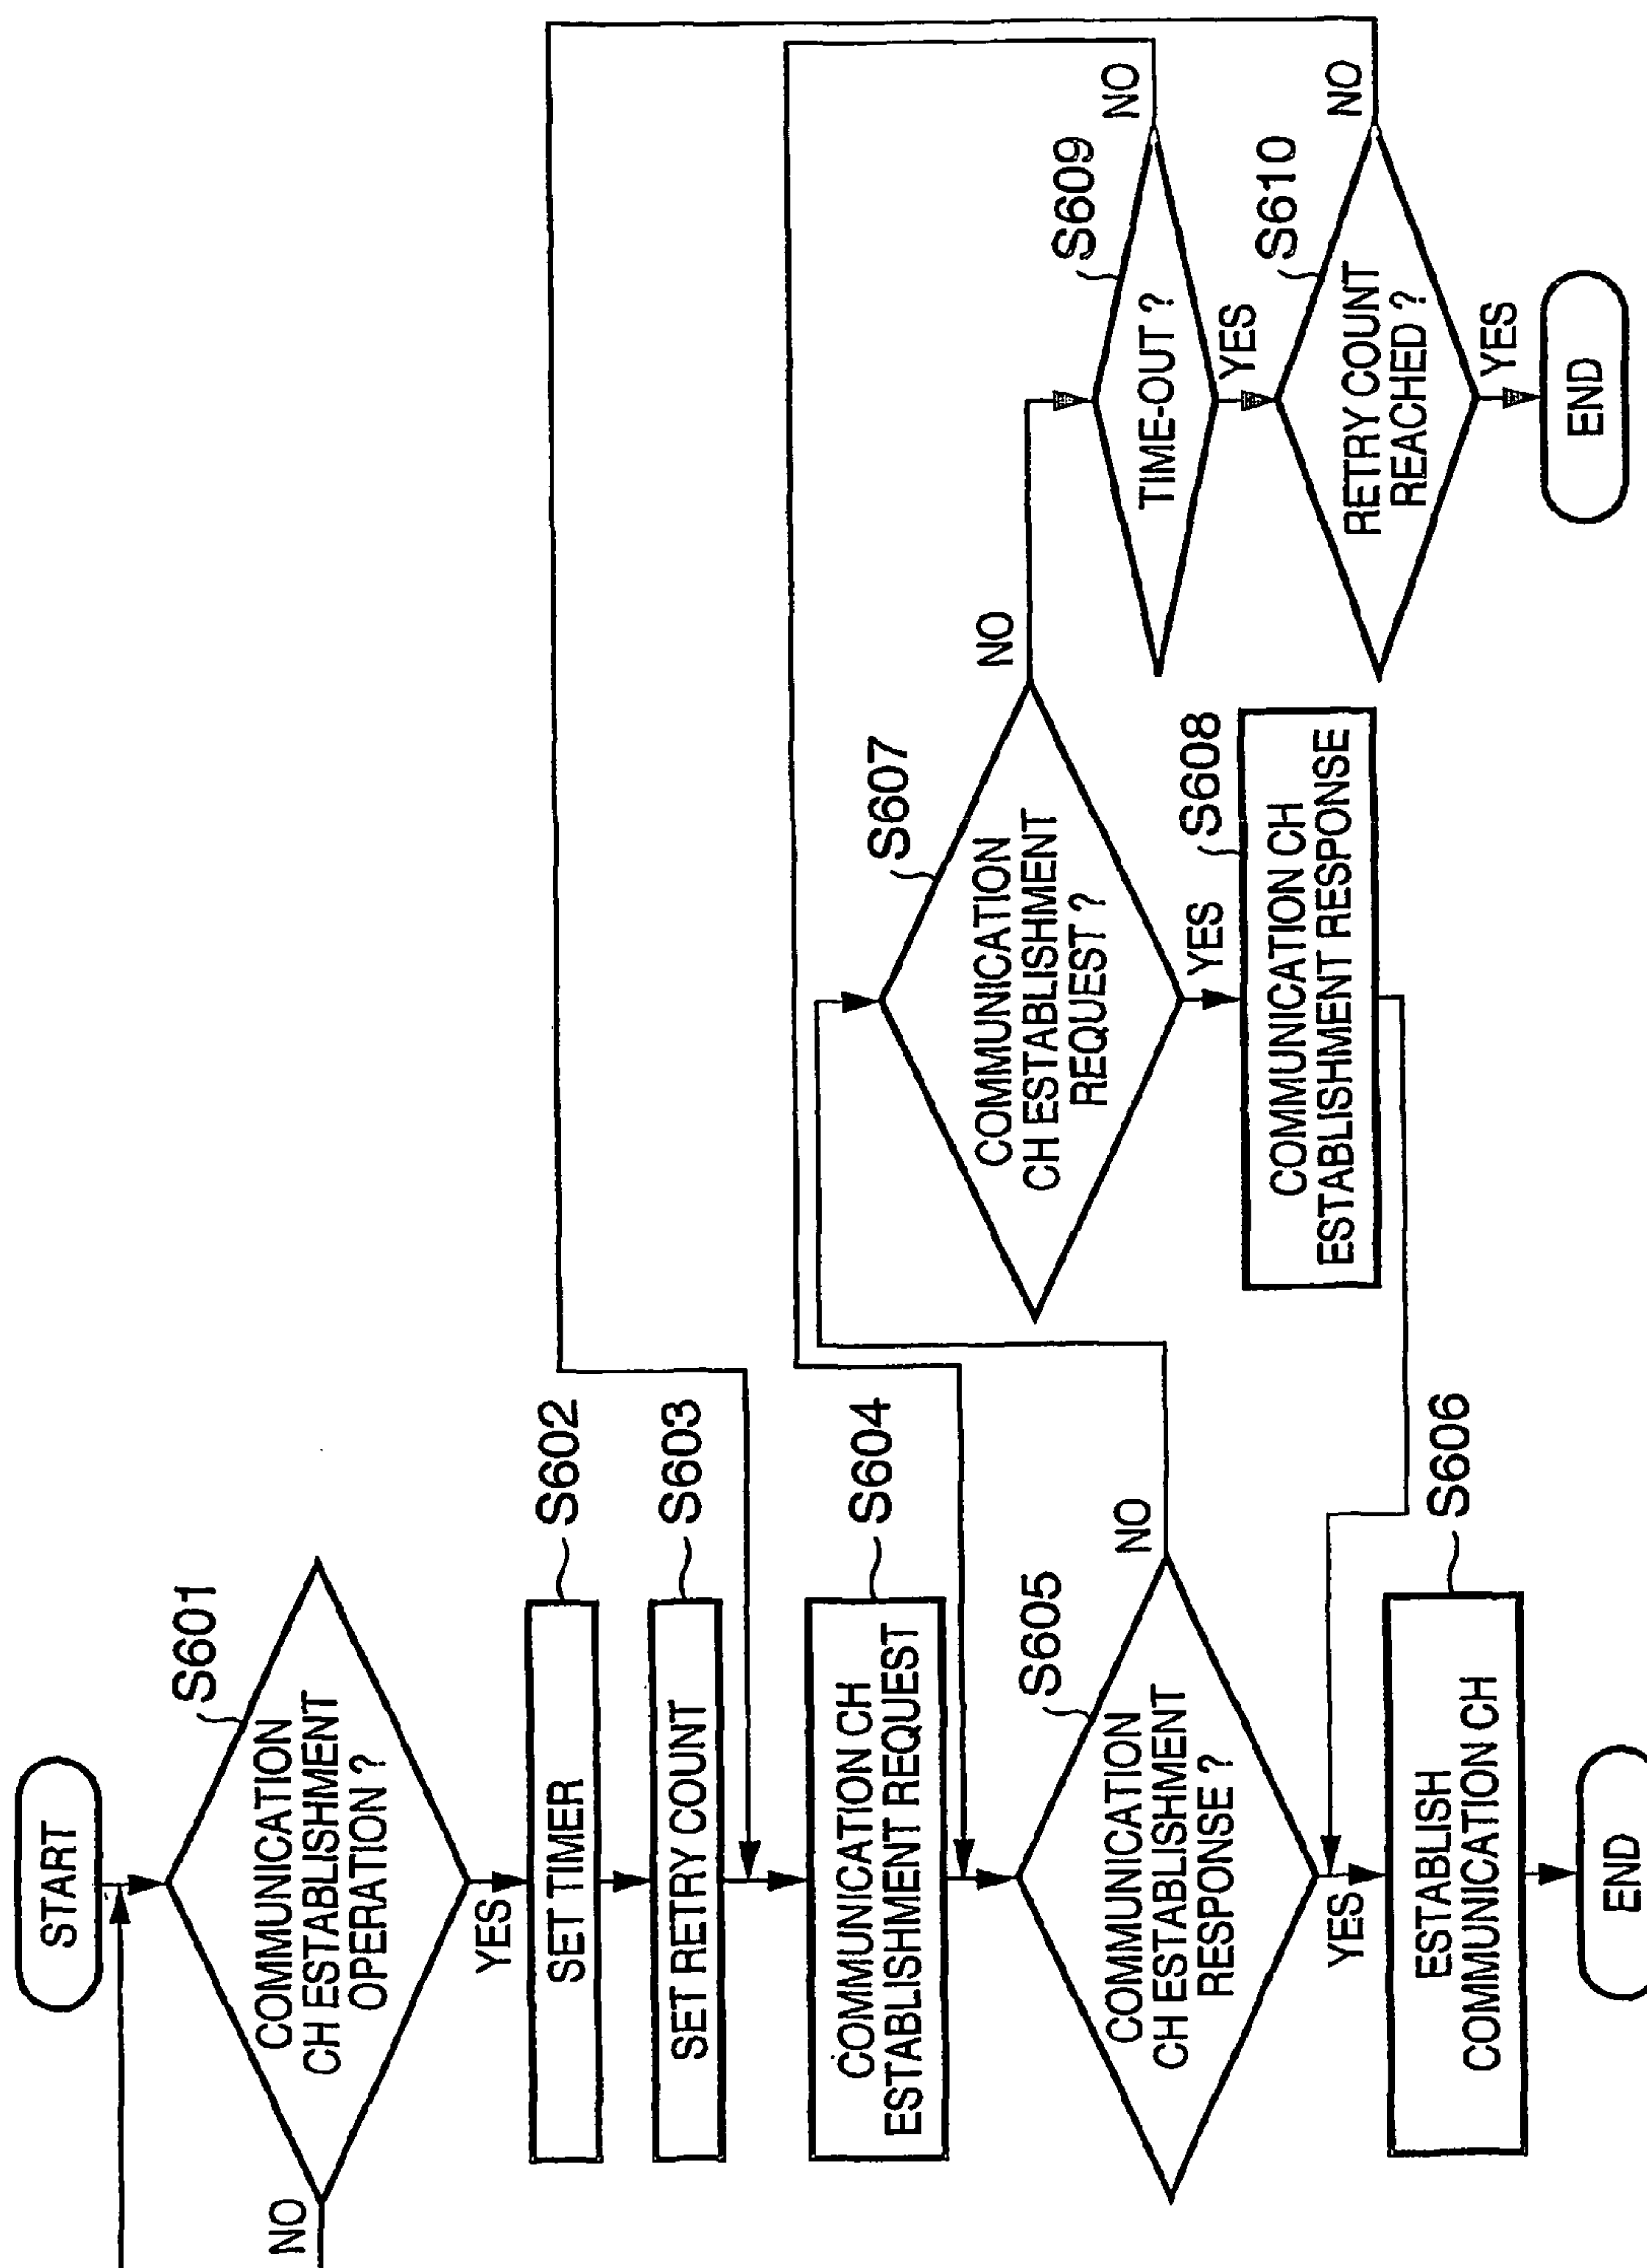 START
S601
COMMUNICATION
CH ESTABLISHMENT
OPERATION ?
NO
YES
SET TIMER
S602
SET RETRY COUNT
S603
COMMUNICATION CH
ESTABLISHMENT REQUEST
S604
S605
COMMUNICATION
CH ESTABLISHMENT
RESPONSE ?
NO
YES
ESTABLISH
COMMUNICATION CH
S606
END
S607
COMMUNICATION
CH ESTABLISHMENT
REQUEST ?
NO
YES
S608
COMMUNICATION CH
ESTABLISHMENT RESPONSE
S609
TIME-OUT ?
NO
YES
S610
RETRY COUNT
REACHED ?
NO
YES
END